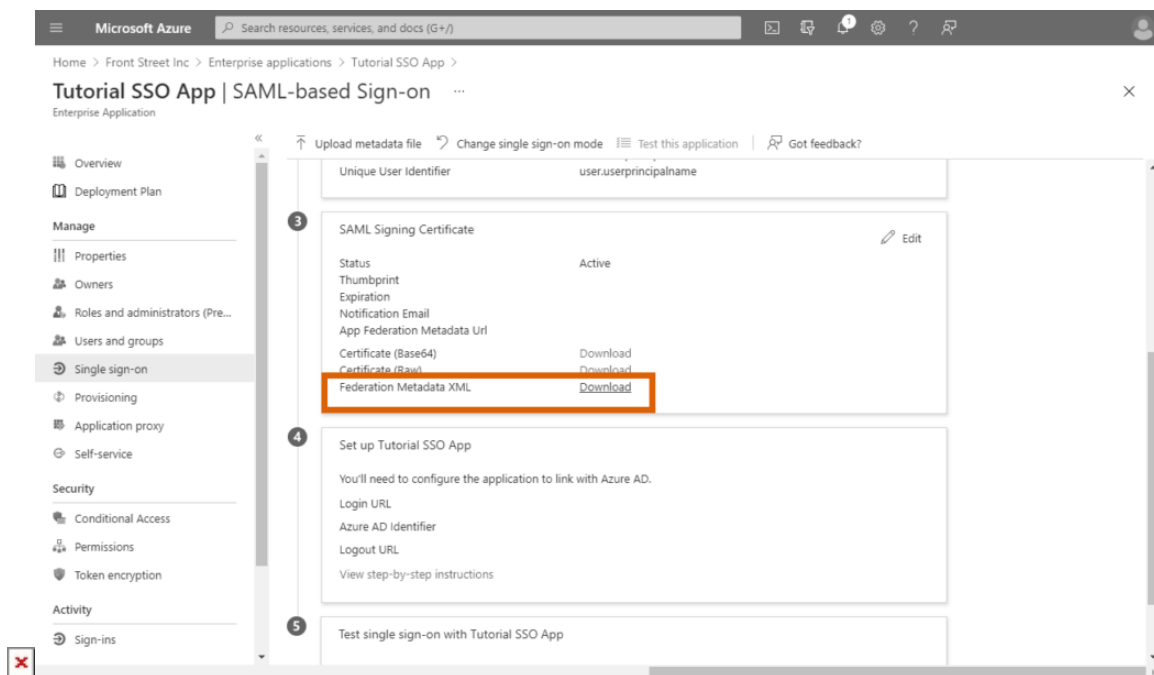 Microsoft Azure
Search resources, services, and docs (G+/)
1
Home > Front Street Inc > Enterprise applications > Tutorial SSO App >
Tutorial SSO App | SAML-based Sign-on ...
Enterprise Application
Upload metadata file Change single sign-on mode Test this application Got feedback?
Overview
Deployment Plan
Manage
Properties
Owners
Roles and administrators (Pre...
Users and groups
Single sign-on
Provisioning
Application proxy
Self-service
Security
Conditional Access
Permissions
Token encryption
Activity
Sign-ins
Unique User Identifier user.userprincipalname
3
SAML Signing Certificate
Edit
Status Active
Thumbprint
Expiration
Notification Email
App Federation Metadata Url
Certificate (Base64) Download
Certificate (Raw) Download
Federation Metadata XML Download
4
Set up Tutorial SSO App
You'll need to configure the application to link with Azure AD.
Login URL
Azure AD Identifier
Logout URL
View step-by-step instructions
5
Test single sign-on with Tutorial SSO App